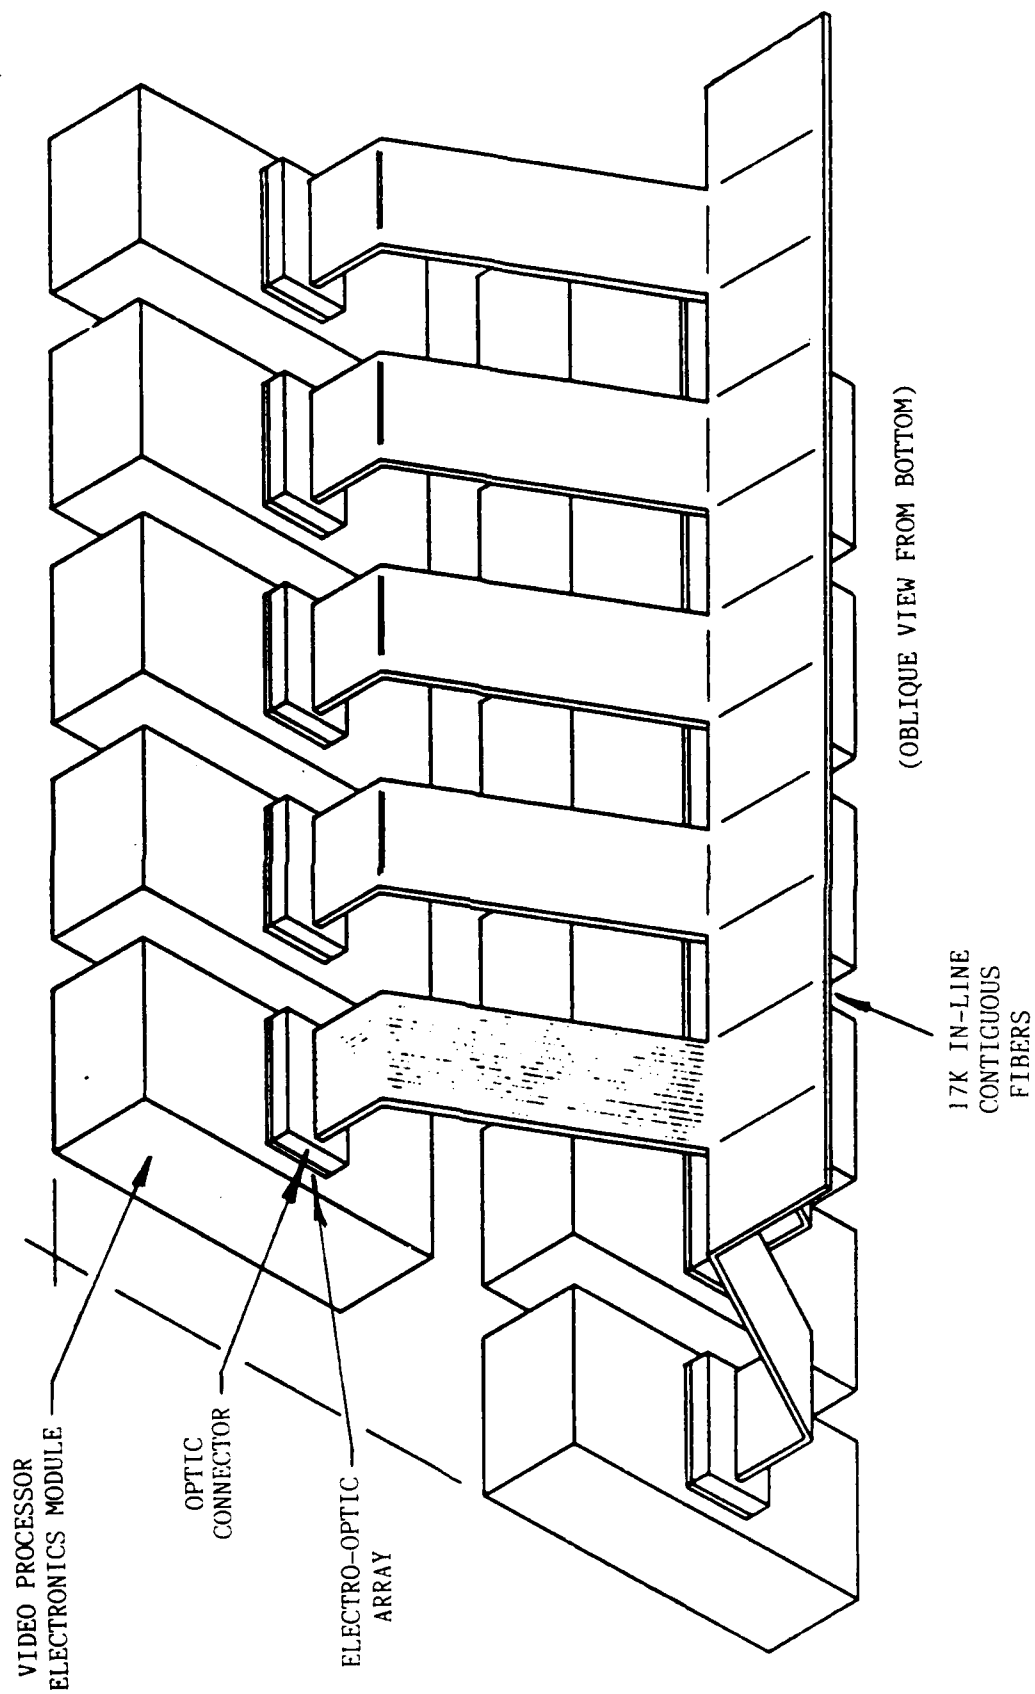 VIDEO PROCESSOR
ELECTRONICS MODULE
OPTIC
CONNECTOR
ELECTRO-OPTIC
ARRAY
(OBLIQUE VIEW FROM BOTTOM)
17K IN-LINE
CONTIGUOUS
FIBERS